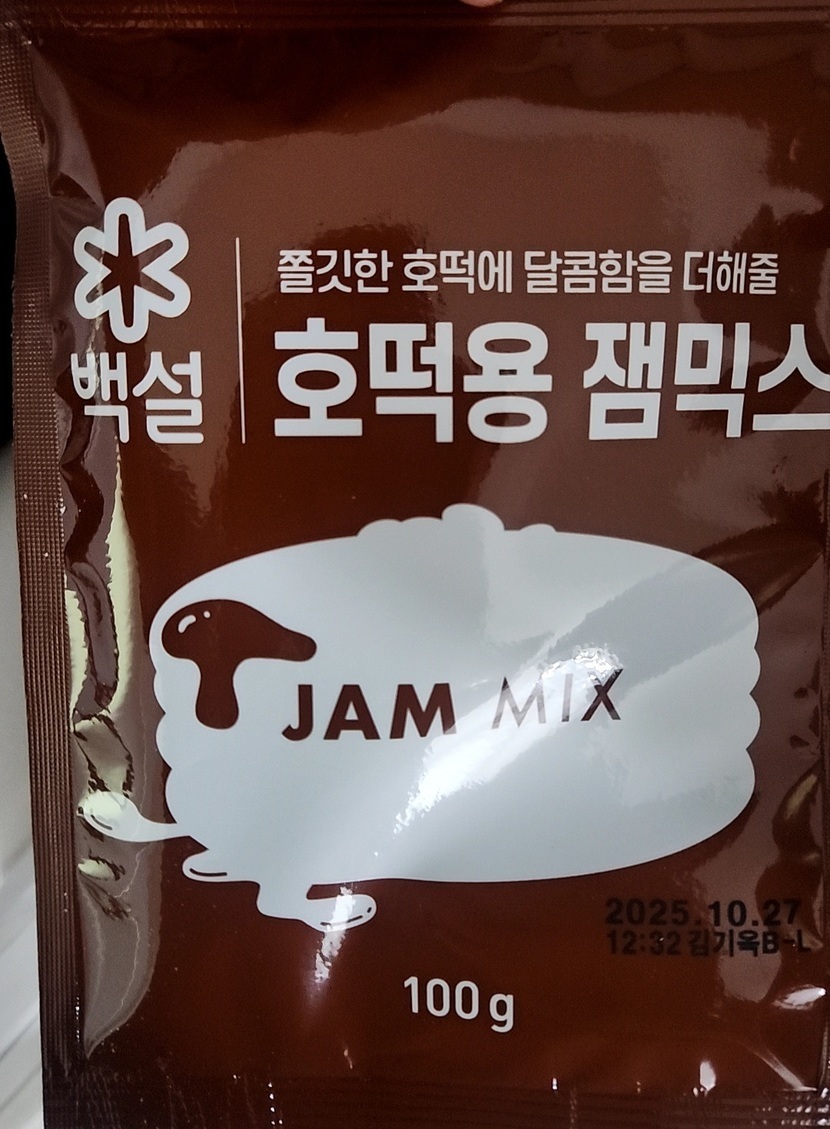 백설
쫄깃한 호떡에 달콤함을 더해줄
호떡용 잼믹스
JAM MIX
2025.10.27
12:32 김기옥B-L
100g